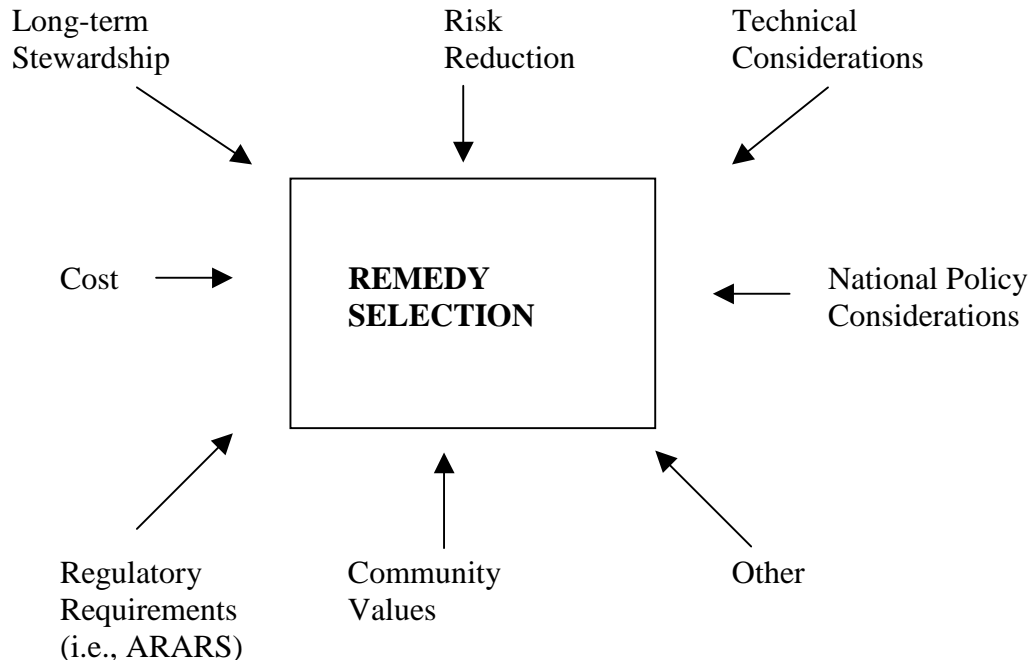 Long-term
Stewardship
Risk
Reduction
Technical
Considerations
Cost
REMEDY
SELECTION
National Policy
Considerations
Regulatory
Requirements
(i.e., ARARS)
Community
Values
Other